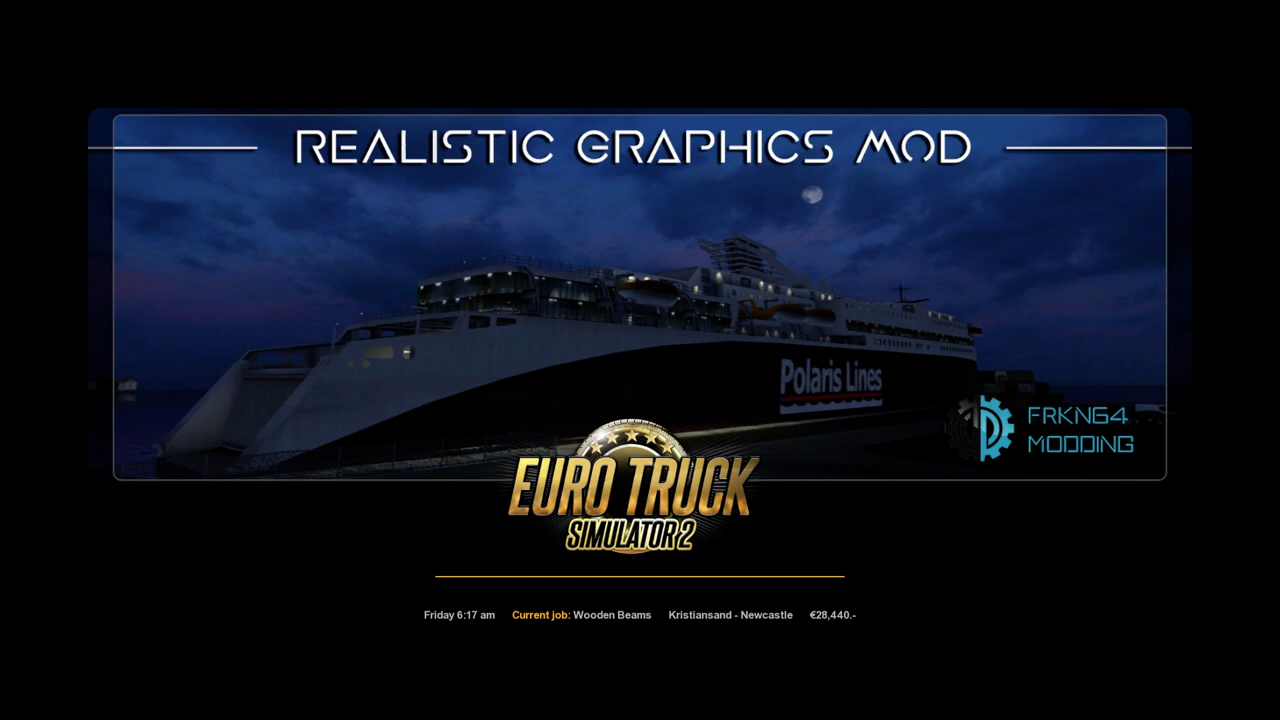 REALISTIC GRAPHICS MOD
Polaris Lines
FRKN64
MODDING
EURO TRUCK
SIMULATOR 2
Friday 6:17 am Current job: Wooden Beams Kristiansand - Newcastle €28,440.-